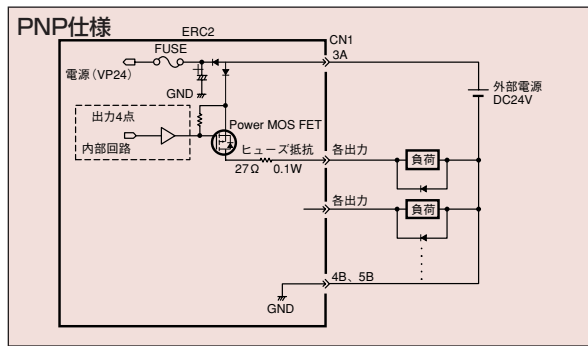 PNP仕様
ERC2
CN1
FUSE
3A
電源(VP24)
外部電源
DC24V
GND
出力4点
Power MOS FET
内部回路
ヒューズ抵抗
各出力
負荷
27Ω 0.1W
各出力
負荷
4B、5B
GND